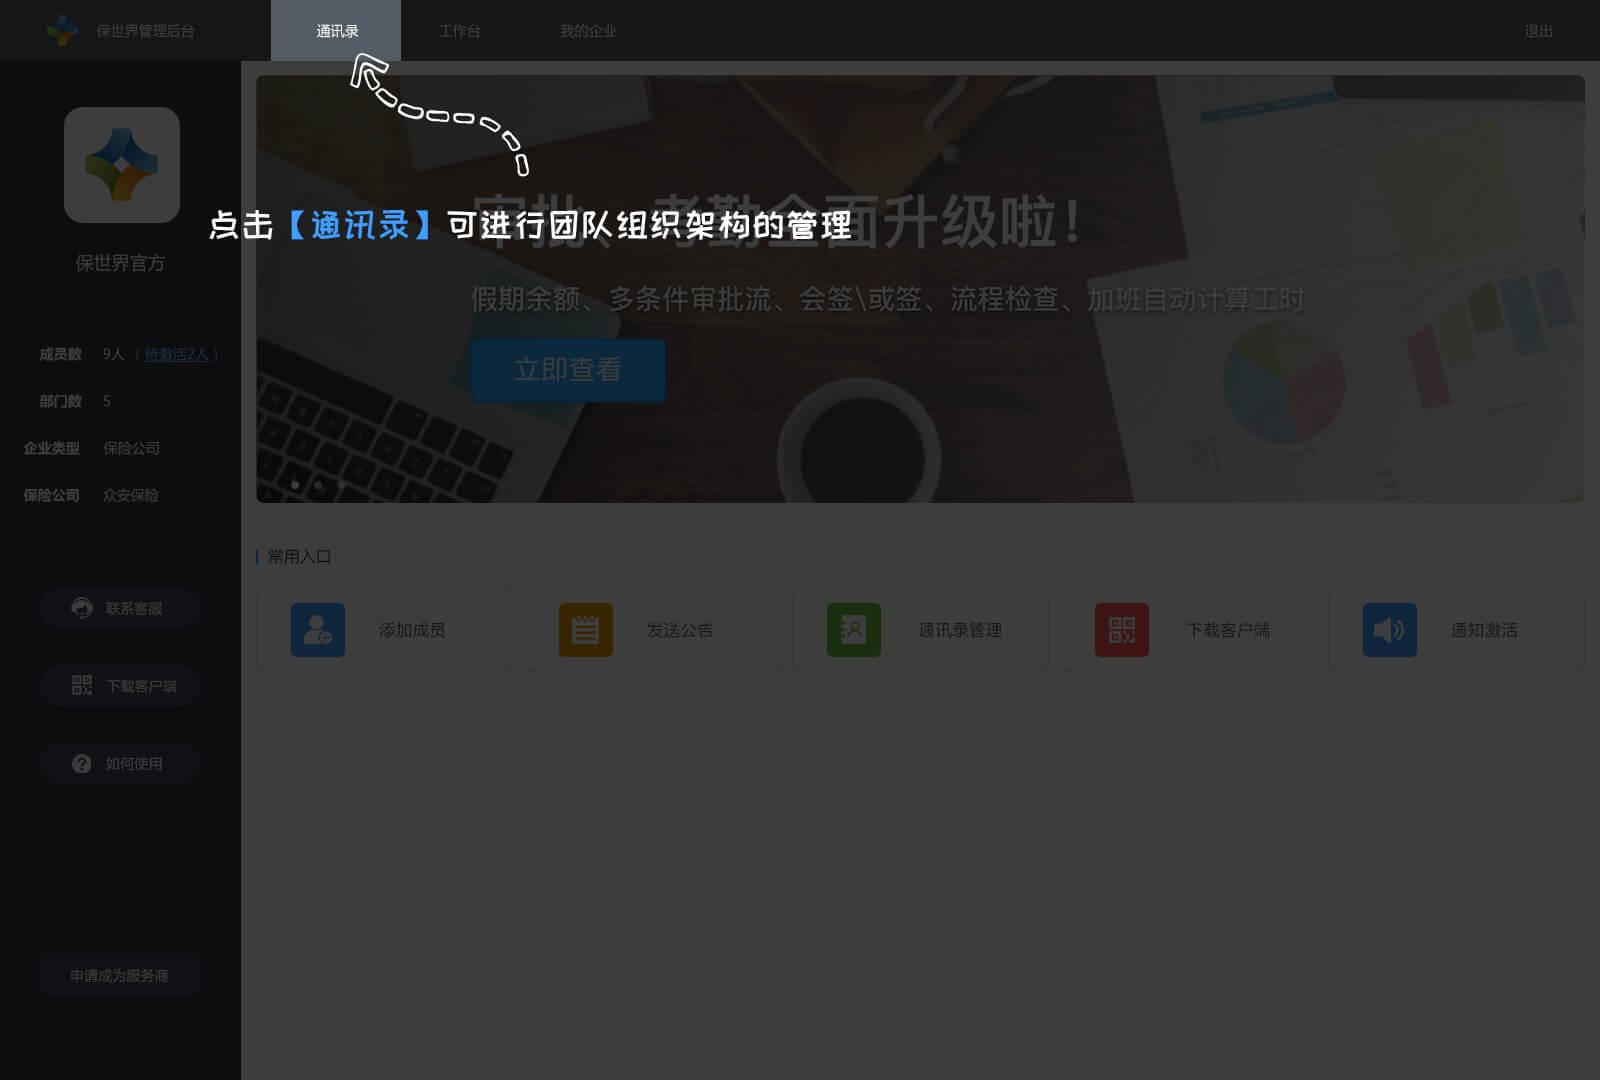 保世界管理后台
通讯录
工作台
我的企业
退出
点击【通讯录】可进行团队组织架构的管理
保世界官方
成员数 9人 ( 待激活2人 )
部门数 5
企业类型 保险公司
保险公司 众安保险
联系客服
下载客户端
如何使用
申请成为服务商
审批、考勤全面升级啦！
假期余额、多条件审批流、会签\或签、流程检查、加班自动计算工时
立即查看
常用入口
添加成员
发送公告
通讯录管理
下载客户端
通知激活